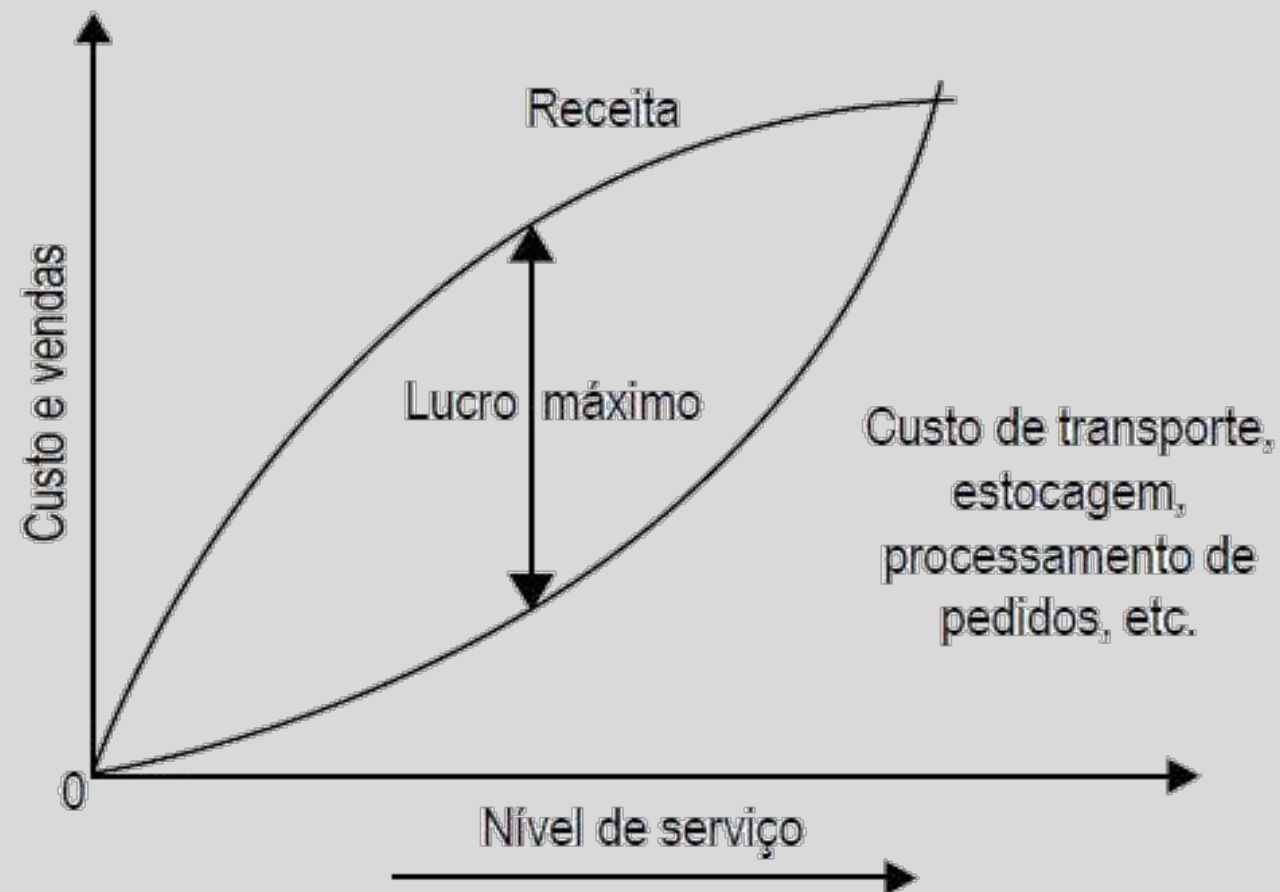 Receita
Custo e vendas
Lucro máximo
Custo de transporte,
estocagem,
processamento de
pedidos, etc.
0
Nível de serviço